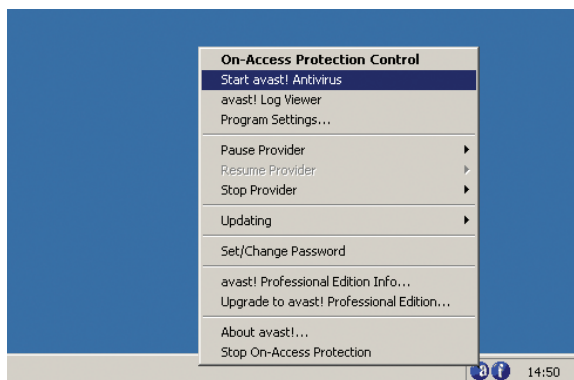 On-Access Protection Control
Start avast! Antivirus
avast! Log Viewer
Program Settings...
Pause Provider
Resume Provider
Stop Provider
Updating
Set/Change Password
avast! Professional Edition Info...
Upgrade to avast! Professional Edition...
About avast!...
Stop On-Access Protection
a i 14:50